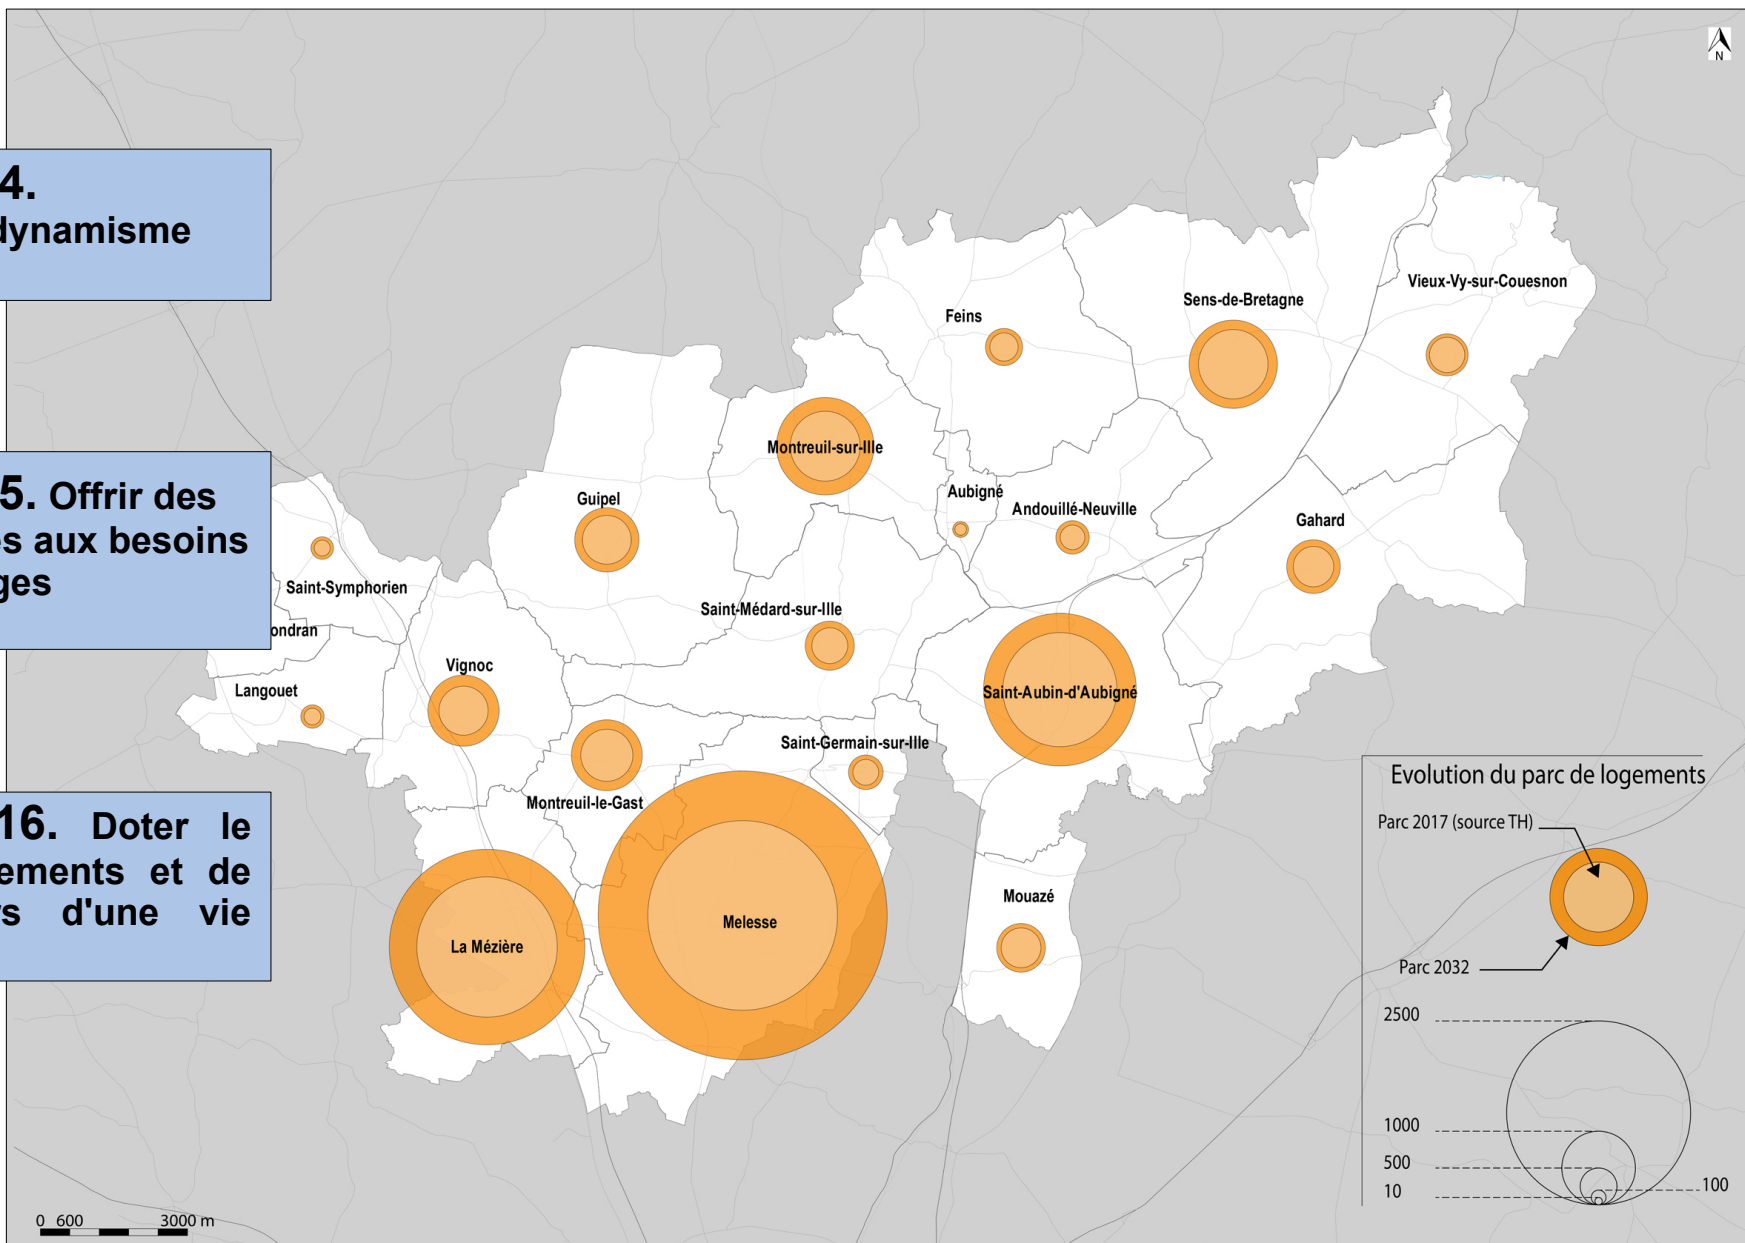 N
4.
dynamisme
Vieux-Vy-sur-Couesnon
Sens-de-Bretagne
Feins
Montreuil-sur-Ille
5. Offrir des
es aux besoins
ges
Guipel
Aubigné
Andouillé-Neuville
Gahard
Saint-Symphorien
Saint-Médard-sur-Ille
ondran
Vignoc
Langouet
Saint-Aubin-d'Aubigné
Saint-Germain-sur-Ille
Montreuil-le-Gast
16. Doter le
ements et de
rs d'une vie
Mouazé
Melesse
La Mézière
Evolution du parc de logements
Parc 2017 (source TH)
Parc 2032
2500
1000
500
10
100
0 600 3000 m